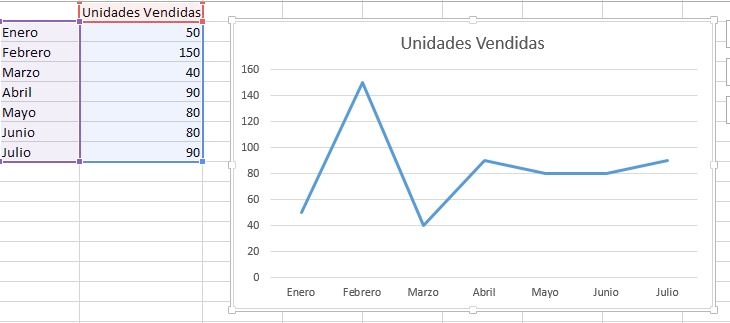 Unidades Vendidas
Enero 50
Febrero 150
Marzo 40
Abril 90
Mayo 80
Junio 80
Julio 90
Unidades Vendidas
160
140
120
100
80
60
40
20
0
Enero Febrero Marzo Abril Mayo Junio Julio